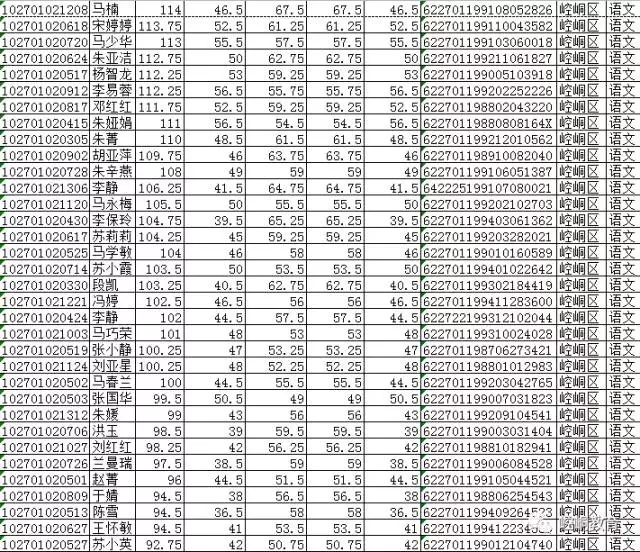 102701021208 马楠 114 46.5 67.5 67.5 46.5 622701199108052826 崆峒区 语文
102701020618 宋婷婷 113.75 52.5 61.25 61.25 52.5 622701199110043582 崆峒区 语文
102701020720 马少华 113 55.5 57.5 57.5 55.5 622701199103060018 崆峒区 语文
102701020624 朱亚洁 112.75 50 62.75 62.75 50 622701199211061827 崆峒区 语文
102701020517 杨智龙 112.25 53 59.25 59.25 53 622701199005103918 崆峒区 语文
102701020912 李易蓉 112.25 56.5 55.75 55.75 56.5 622701199202252226 崆峒区 语文
102701020817 邓红红 111.75 52.5 59.25 59.25 52.5 622701198802043220 崆峒区 语文
102701020415 朱娅娟 111 56.5 54.5 54.5 56.5 62270119880808164X 崆峒区 语文
102701020305 朱菁 110 48.5 61.5 61.5 48.5 622701199212010562 崆峒区 语文
102701020902 胡亚萍 109.75 46 63.75 63.75 46 622701198910082040 崆峒区 语文
102701020728 朱辛燕 108 49 59 59 49 622701199106051387 崆峒区 语文
102701021306 李静 106.25 41.5 64.75 64.75 41.5 642225199107080021 崆峒区 语文
102701021120 马永梅 105.5 50 55.5 55.5 50 622701199202102703 崆峒区 语文
102701020430 李保玲 104.75 39.5 65.25 65.25 39.5 622701199403061362 崆峒区 语文
102701020617 苏莉莉 104.25 45 59.25 59.25 45 622701199203282021 崆峒区 语文
102701020525 马学敏 104 46 58 58 46 622701199010160589 崆峒区 语文
102701020714 苏小霞 103.5 50 53.5 53.5 50 622701199401022642 崆峒区 语文
102701020330 段凯 103.25 40.5 62.75 62.75 40.5 622701199302184419 崆峒区 语文
102701021221 冯婷 102.5 46.5 56 56 46.5 622701199411283600 崆峒区 语文
102701020424 李静 102 44.5 57.5 57.5 44.5 622722199312102044 崆峒区 语文
102701021003 马巧荣 101 48 53 53 48 622701199310024028 崆峒区 语文
102701020519 张小静 100.25 47 53.25 53.25 47 622701198706273421 崆峒区 语文
102701021124 刘亚星 100.25 48 52.25 52.25 48 622701198801012983 崆峒区 语文
102701020502 马春兰 100 44.5 55.5 55.5 44.5 622701199203042765 崆峒区 语文
102701020503 张国华 99.5 50.5 49 49 50.5 622701199007031823 崆峒区 语文
102701021312 朱媛 99 43 56 56 43 622701199209104541 崆峒区 语文
102701020706 洪玉 98.5 39 59.5 59.5 39 622701199003031404 崆峒区 语文
102701021027 刘红红 98.25 42 56.25 56.25 42 622701198810182941 崆峒区 语文
102701020726 兰曼瑞 97.5 38.5 59 59 38.5 622701199006084528 崆峒区 语文
102701020501 赵菁 96 44.5 51.5 51.5 44.5 622701199105044521 崆峒区 语文
102701020809 于婧 94.5 38 56.5 56.5 38 622701198806254543 崆峒区 语文
102701020513 陈雪 94.5 36.5 58 58 36.5 崆峒区 语文
102701020627 王怀敏 94.5 41 53.5 53.5 41 崆峒区 语文
102701020527 苏小英 92.75 42 50.75 50.75 42 622701199012104740 崆峒区 语文
崆峒教育